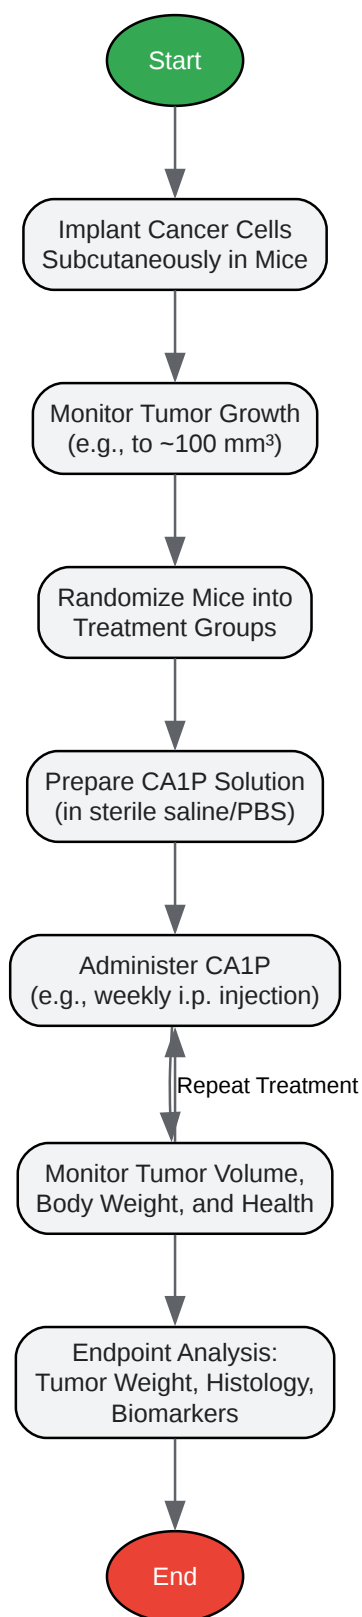 Start
Implant Cancer Cells
Subcutaneously in Mice
Monitor Tumor Growth
(e.g., to ~100 mm³)
Randomize Mice into
Treatment Groups
Prepare CA1P Solution
(in sterile saline/PBS)
Administer CA1P
(e.g., weekly i.p. injection)
Repeat Treatment
Monitor Tumor Volume,
Body Weight, and Health
Endpoint Analysis:
Tumor Weight, Histology,
Biomarkers
End